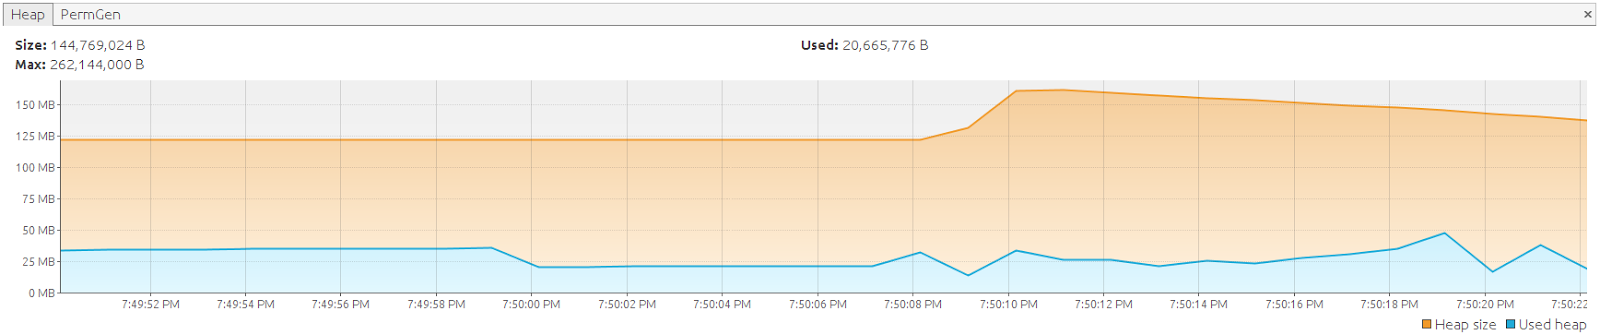 Heap PermGen ×
Size: 144,769,024 B Used: 20,665,776 B
Max: 262,144,000 B
150 MB
125 MB
100 MB
75 MB
50 MB
25 MB
0 MB
7:49:52 PM 7:49:54 PM 7:49:56 PM 7:49:58 PM 7:50:00 PM 7:50:02 PM 7:50:04 PM 7:50:06 PM 7:50:08 PM 7:50:10 PM 7:50:12 PM 7:50:14 PM 7:50:16 PM 7:50:18 PM 7:50:20 PM 7:50:22
Heap size Used heap